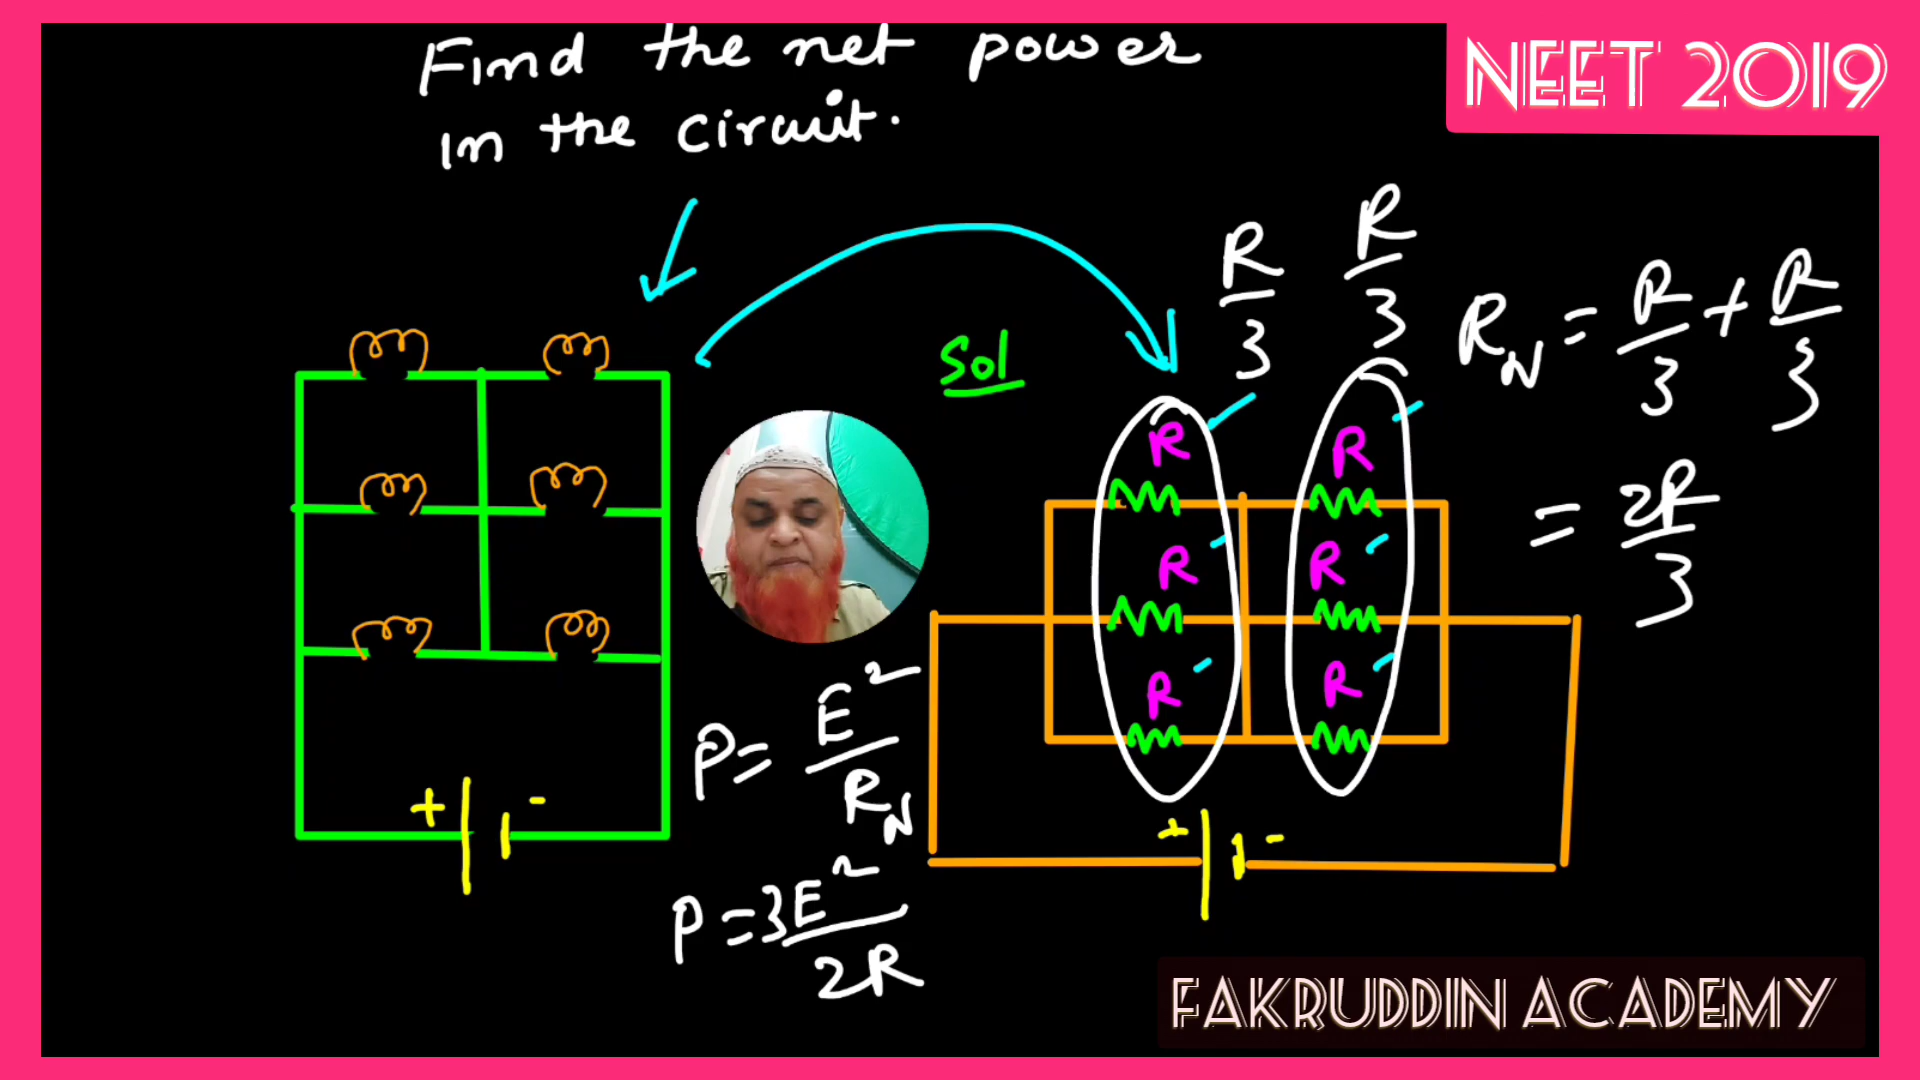 Find the net power
in the circuit.
NEET 2019
Sol
R/3 R/3
R_N = R/3 + R/3
= 2R/3
R R
R R
R R
P = E²/R_N
P = 3E²/2R
+ -
+ -
FAKRUDDIN ACADEMY